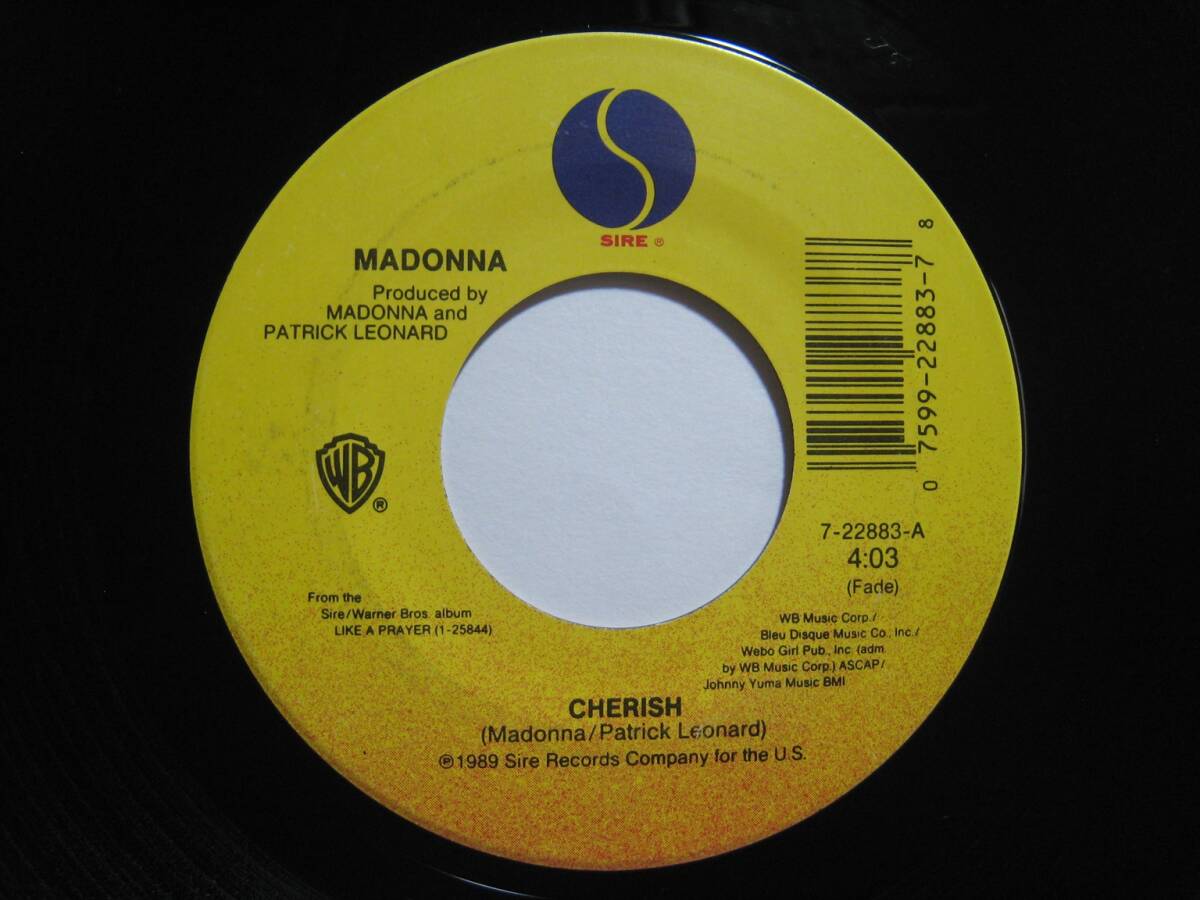 SIRE ®
MADONNA
Produced by
MADONNA and
PATRICK LEONARD
WB
®
0 7599-22883-7 8
7-22883-A
4:03
(Fade)
From the
Sire/Warner Bros. album
LIKE A PRAYER (1-25844)
WB Music Corp./
Bleu Disque Music Co., Inc./
Webo Girl Pub., Inc. (adm.
by WB Music Corp.) ASCAP/
Johnny Yuma Music BMI
CHERISH
(Madonna/Patrick Leonard)
℗1989 Sire Records Company for the U.S.